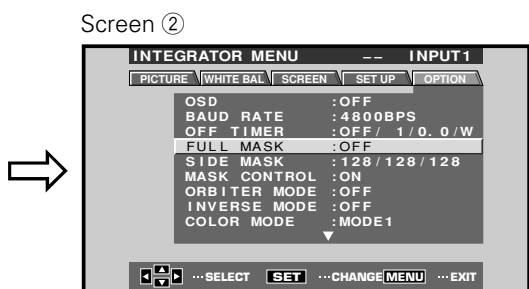 Screen ②
INTEGRATOR MENU -- INPUT1
PICTURE WHITE BAL SCREEN SET UP OPTION
OSD :OFF
BAUD RATE :4800BPS
OFF TIMER :OFF/ 1/0. 0/W
FULL MASK :OFF
SIDE MASK :128/128/128
MASK CONTROL :ON
ORBITER MODE :OFF
INVERSE MODE :OFF
COLOR MODE :MODE1
···SELECT SET ···CHANGE MENU ···EXIT